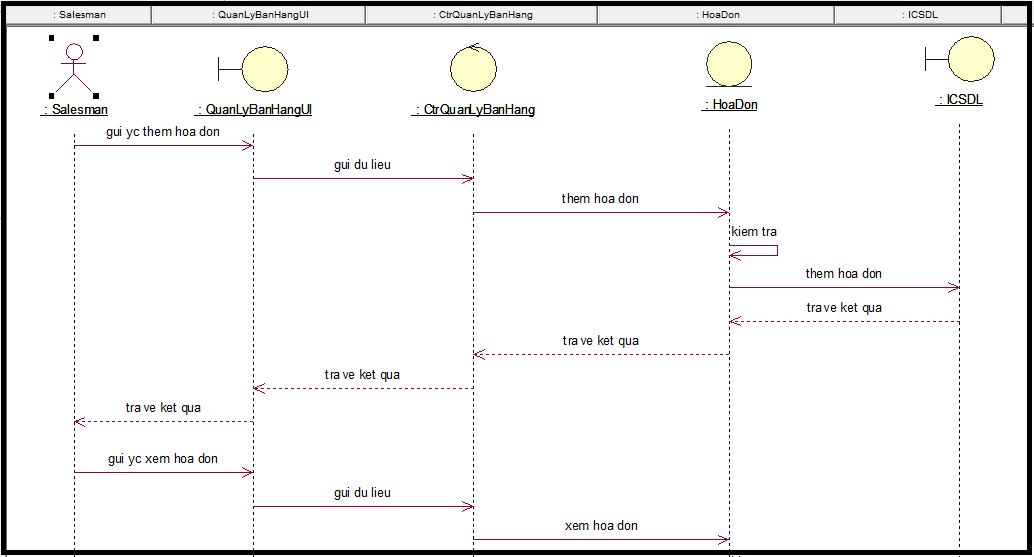 : Salesman
: QuanLyBanHangUI
: CtrQuanLyBanHang
: HoaDon
: ICSDL
: Salesman
: QuanLyBanHangUI
: CtrQuanLyBanHang
: HoaDon
: ICSDL
gui yc them hoa don
gui du lieu
them hoa don
kiem tra
them hoa don
tra ve ket qua
tra ve ket qua
tra ve ket qua
tra ve ket qua
gui yc xem hoa don
gui du lieu
xem hoa don